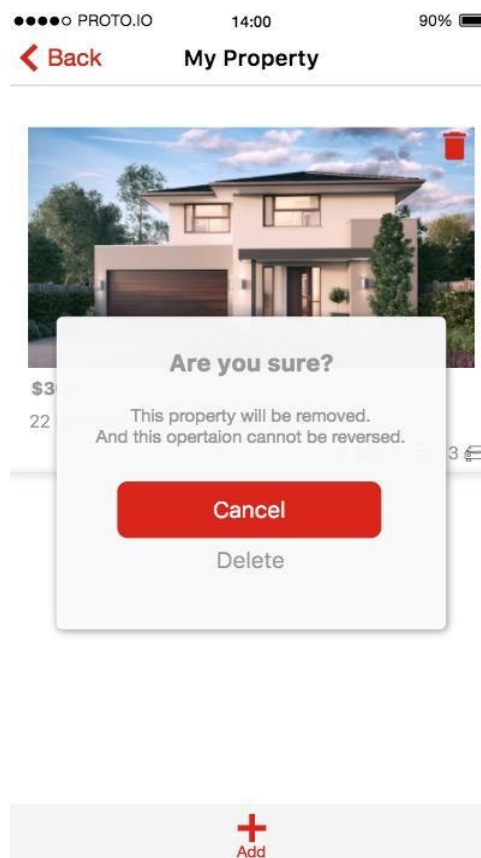 PROTO.IO 14:00 90%
Back My Property
Are you sure?
$3
This property will be removed.
22
And this opertaion cannot be reversed.
3
Cancel
Delete
Add